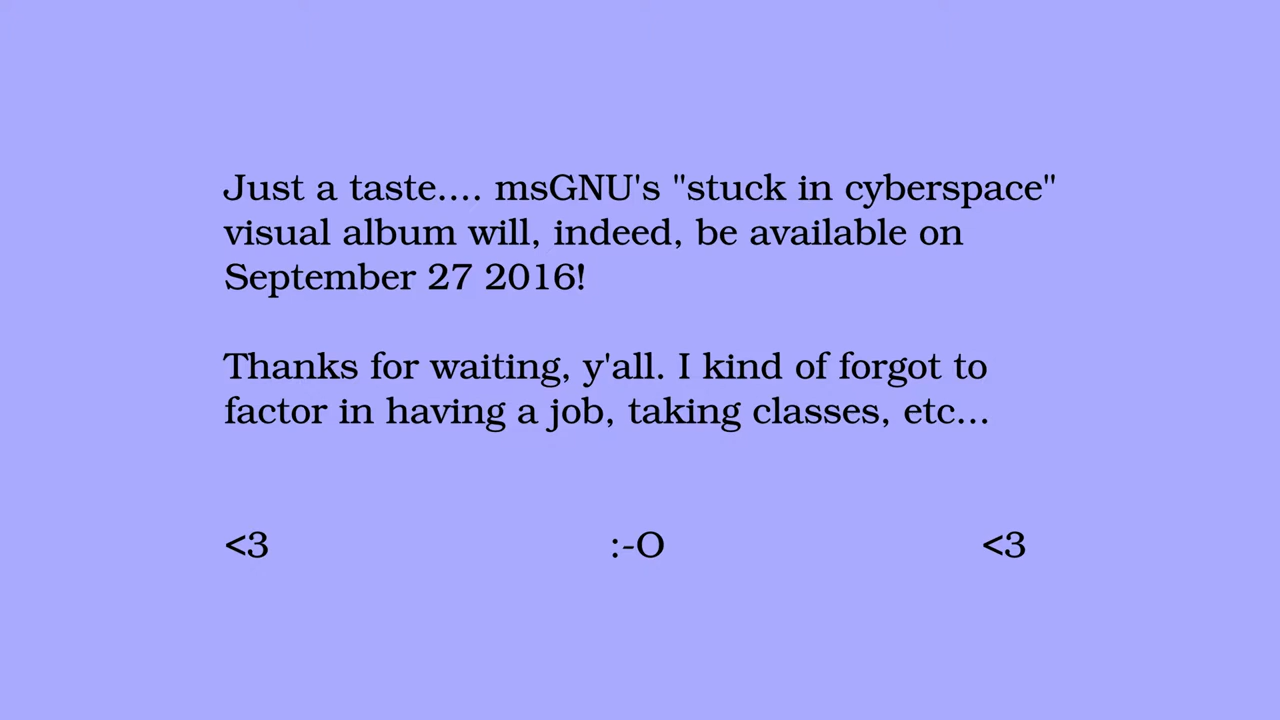 Just a taste.... msGNU's "stuck in cyberspace"
visual album will, indeed, be available on
September 27 2016!
Thanks for waiting, y'all. I kind of forgot to
factor in having a job, taking classes, etc...
<3 :-O <3